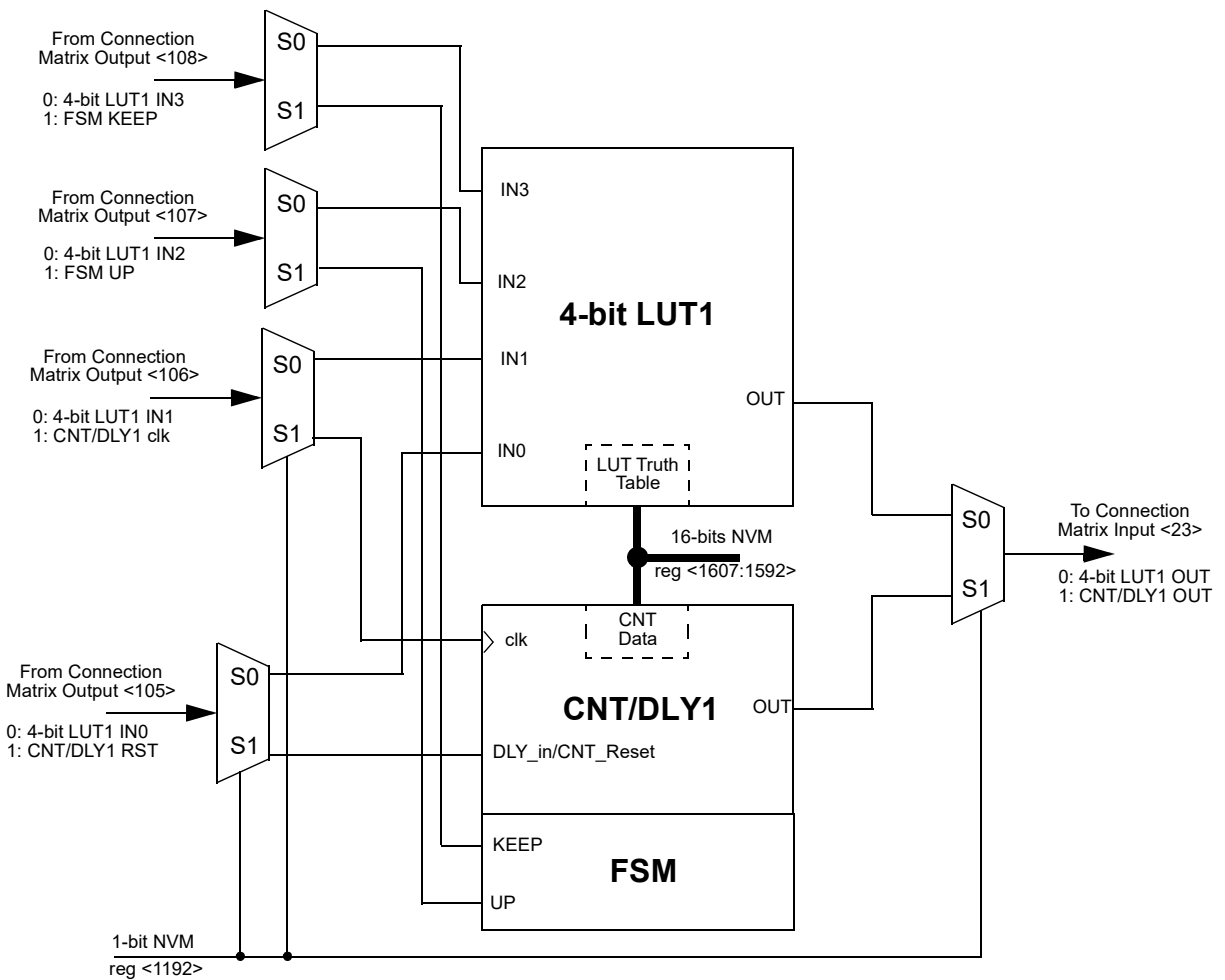 From Connection
Matrix Output <108>
0: 4-bit LUT1 IN3
1: FSM KEEP
S0
S1
From Connection
Matrix Output <107>
0: 4-bit LUT1 IN2
1: FSM UP
S0
S1
From Connection
Matrix Output <106>
0: 4-bit LUT1 IN1
1: CNT/DLY1 clk
S0
S1
From Connection
Matrix Output <105>
0: 4-bit LUT1 IN0
1: CNT/DLY1 RST
S0
S1
IN3
IN2
IN1
IN0
4-bit LUT1
OUT
LUT Truth
Table
16-bits NVM
reg <1607:1592>
CNT
Data
clk
CNT/DLY1
OUT
DLY_in/CNT_Reset
KEEP
FSM
UP
S0
S1
To Connection
Matrix Input <23>
0: 4-bit LUT1 OUT
1: CNT/DLY1 OUT
1-bit NVM
reg <1192>